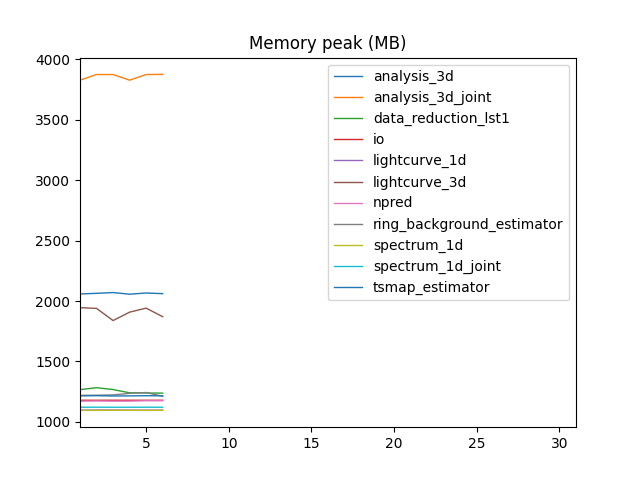 Memory peak (MB)
4000
3500
3000
2500
2000
1500
1000
analysis_3d
analysis_3d_joint
data_reduction_lst1
io
lightcurve_1d
lightcurve_3d
npred
ring_background_estimator
spectrum_1d
spectrum_1d_joint
tsmap_estimator
5 10 15 20 25 30